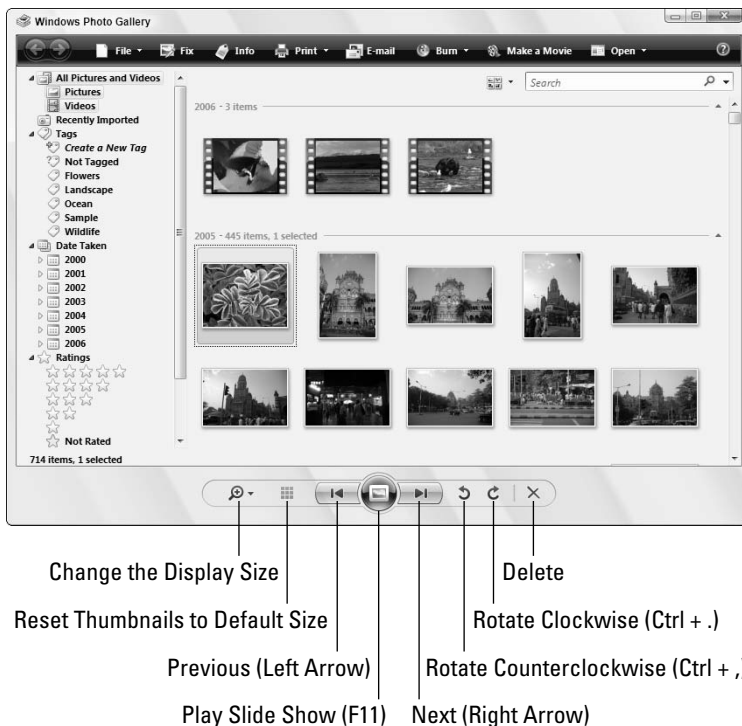 Windows Photo Gallery
File Fix Info Print E-mail Burn Make a Movie Open ?
All Pictures and Videos
Pictures
Videos
Recently Imported
Tags
Create a New Tag
Not Tagged
Flowers
Landscape
Ocean
Sample
Wildlife
Date Taken
2000
2001
2002
2003
2004
2005
2006
Ratings
Not Rated
714 items, 1 selected
Search
2006 - 3 items
2005 - 445 items, 1 selected
Change the Display Size
Delete
Reset Thumbnails to Default Size
Rotate Clockwise (Ctrl + .)
Previous (Left Arrow)
Rotate Counterclockwise (Ctrl + ,)
Play Slide Show (F11)
Next (Right Arrow)